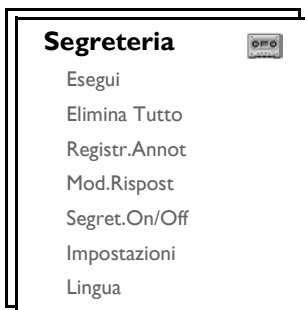 Segreteria
Esegui
Elimina Tutto
Registr.Annot
Mod.Rispost
Segret.On/Off
Impostazioni
Lingua